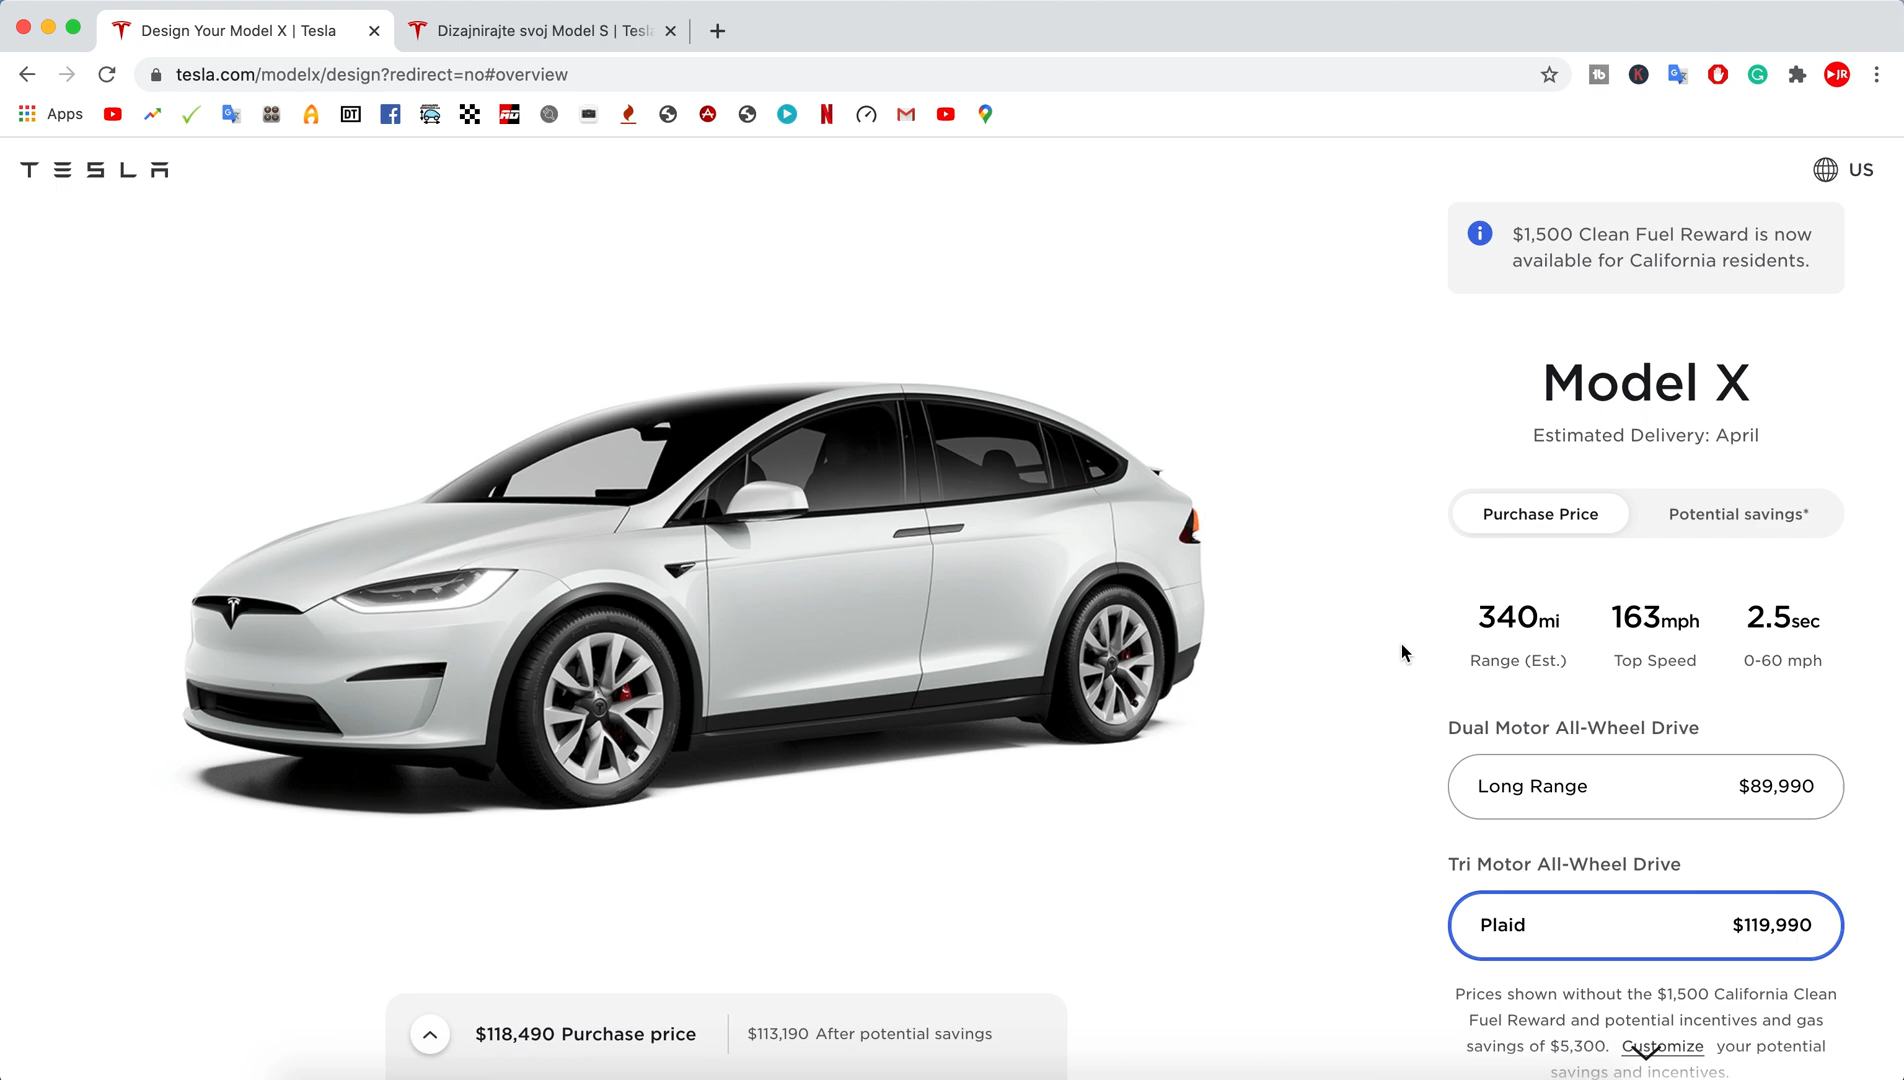 Design Your Model X | Tesla
Dizajnirajte svoj Model S | Tesla
tesla.com/modelx/design?redirect=no#overview
JR
Apps
DT
TESLA
US
$1,500 Clean Fuel Reward is now
available for California residents.
Model X
Estimated Delivery: April
Purchase Price
Potential savings*
340mi
163mph
2.5sec
Range (Est.)
Top Speed
0-60 mph
Dual Motor All-Wheel Drive
Long Range $89,990
Tri Motor All-Wheel Drive
Plaid $119,990
Prices shown without the $1,500 California Clean
Fuel Reward and potential incentives and gas
savings of $5,300. Customize your potential
savings and incentives.
$118,490 Purchase price
$113,190 After potential savings